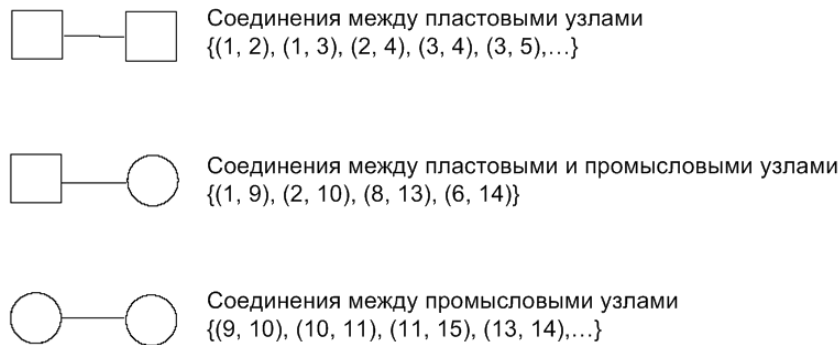 Соединения между пластовыми узлами
{(1, 2), (1, 3), (2, 4), (3, 4), (3, 5),...}
Соединения между пластовыми и промысловыми узлами
{(1, 9), (2, 10), (8, 13), (6, 14)}
Соединения между промысловыми узлами
{(9, 10), (10, 11), (11, 15), (13, 14),...}